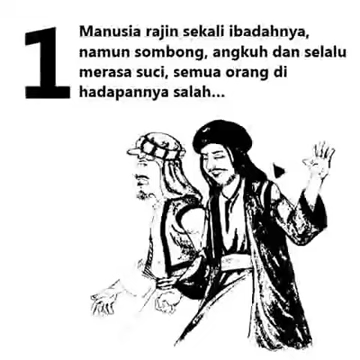 1
Manusia rajin sekali ibadahnya,
namun sombong, angkuh dan selalu
merasa suci, semua orang di
hadapannya salah...